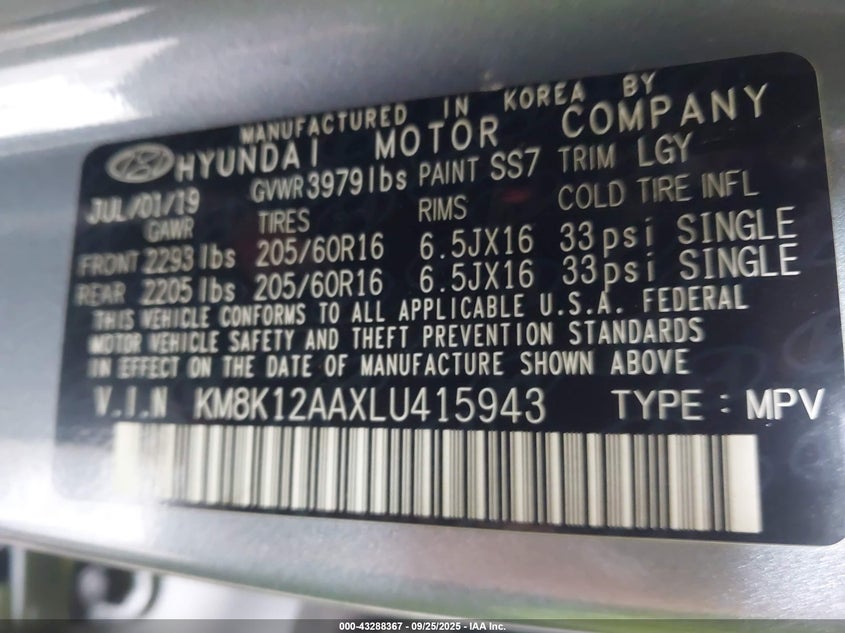 MANUFACTURED IN KOREA BY
HYUNDAI MOTOR COMPANY
JUL/01/19 GVWR 3979lbs PAINT SS7 TRIM LGY
GAWR TIRES RIMS COLD TIRE INFL
FRONT 2293 lbs 205/60R16 6.5JX16 33psi SINGLE
REAR 2205 lbs 205/60R16 6.5JX16 33psi SINGLE
THIS VEHICLE CONFORMS TO ALL APPLICABLE U.S.A. FEDERAL
MOTOR VEHICLE SAFETY AND THEFT PREVENTION STANDARDS
IN EFFECT ON THE DATE OF MANUFACTURE SHOWN ABOVE
V.I.N KM8K12AAXLU415943 TYPE : MPV
000-43288367 - 09/25/2025 - IAA Inc.